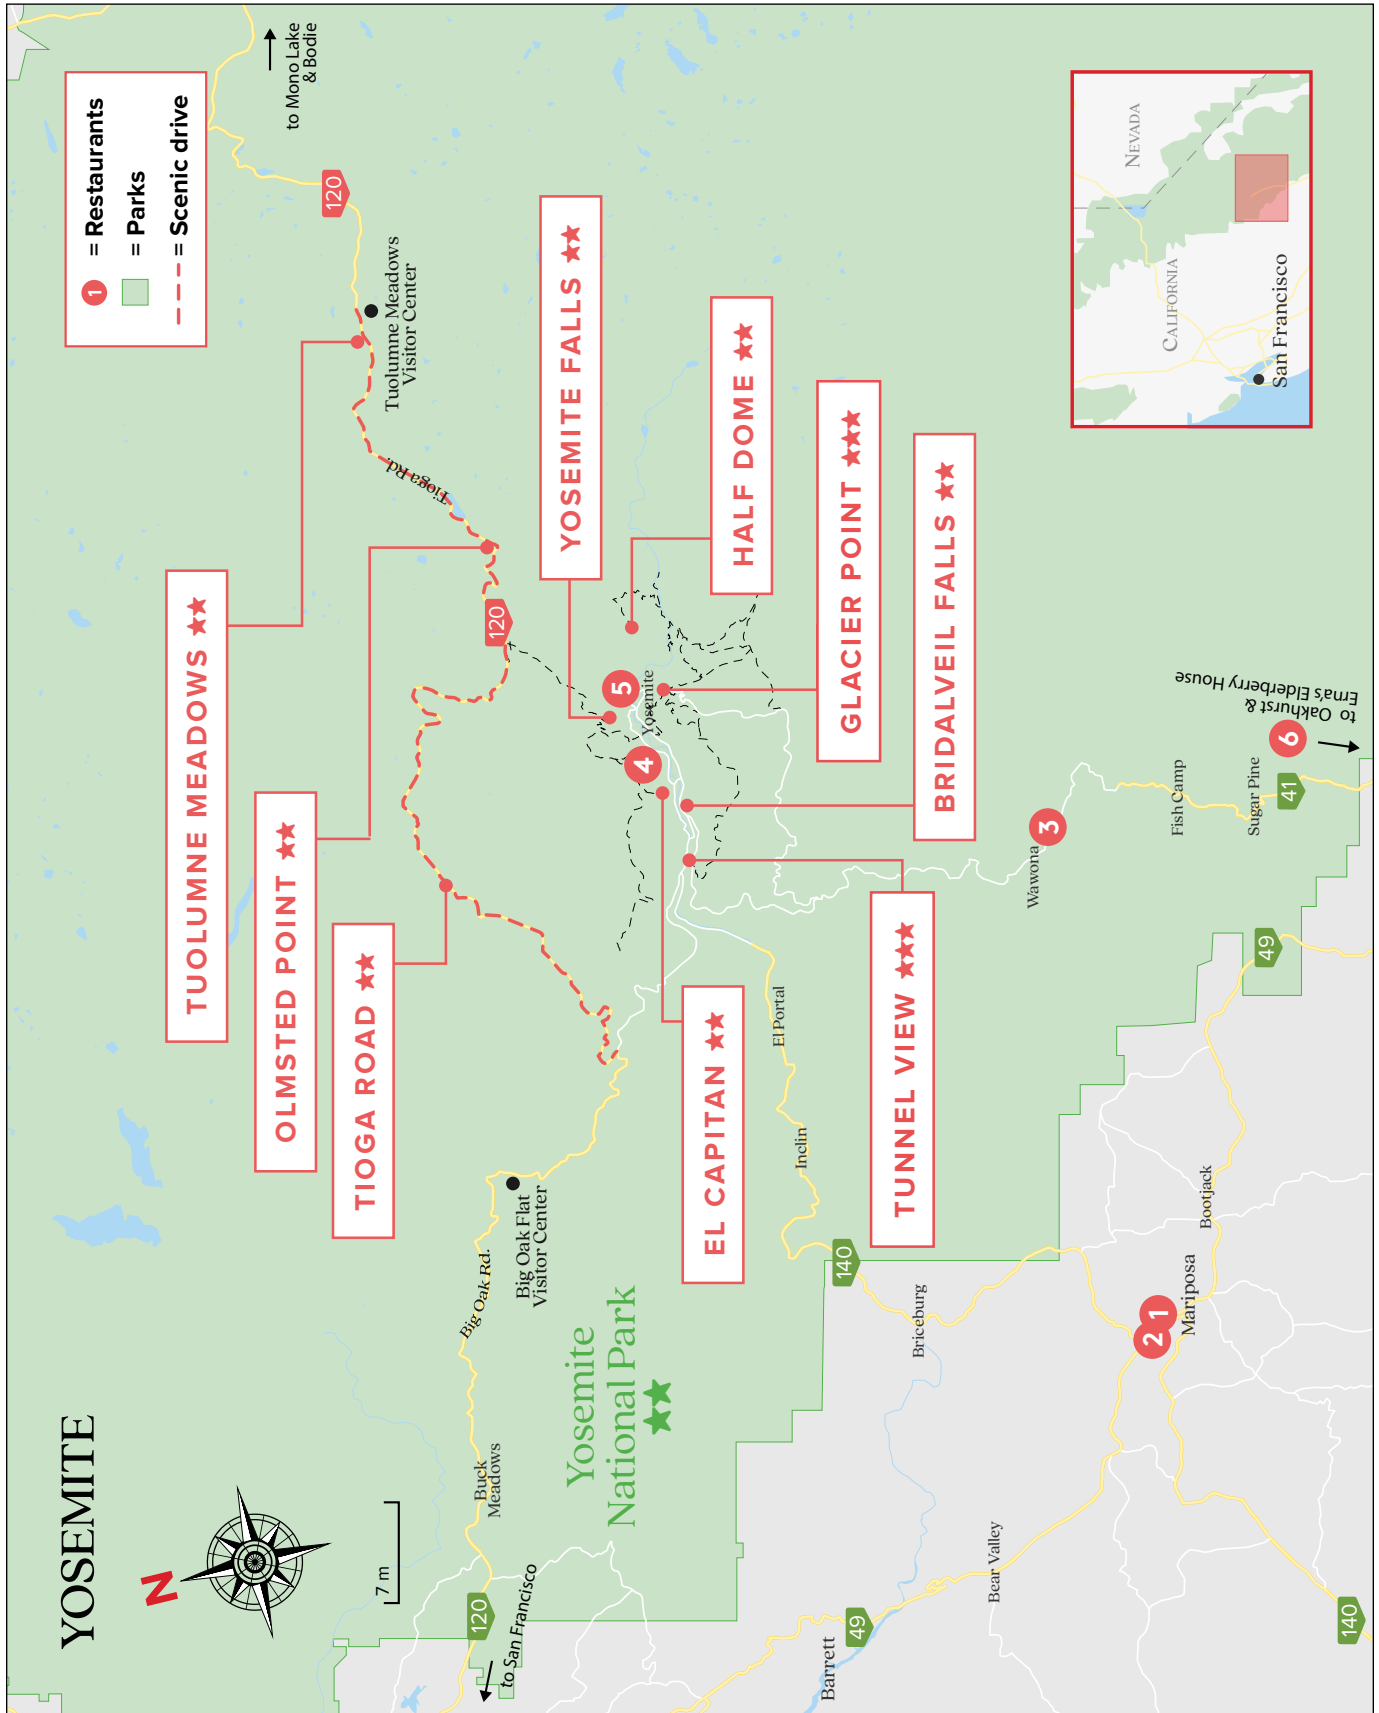 YOSEMITE
N
7 m
1 = Restaurants
= Parks
= Scenic drive
to Mono Lake
& Bodie
120
Tuolumne Meadows
Visitor Center
Tioga Rd.
TUOLUMNE MEADOWS ★★
OLMSTED POINT ★★
TIOGA ROAD ★★
120
YOSEMITE FALLS ★★
HALF DOME ★★
GLACIER POINT ★★★
BRIDALVEIL FALLS ★★
EL CAPITAN ★★
TUNNEL VIEW ★★★
5
Yosemite
4
Big Oak Flat
Visitor Center
Big Oak Rd.
Buck
Meadows
120
to San Francisco
Yosemite
National Park
★★
El Portal
Inclin
140
Briceburg
Wawona
3
Fish Camp
Sugar Pine
41
6
to Oakhurst &
Erna's Elderberry House
49
Bootjack
Mariposa
1
2
Bear Valley
Barrett
49
140
NEVADA
CALIFORNIA
San Francisco